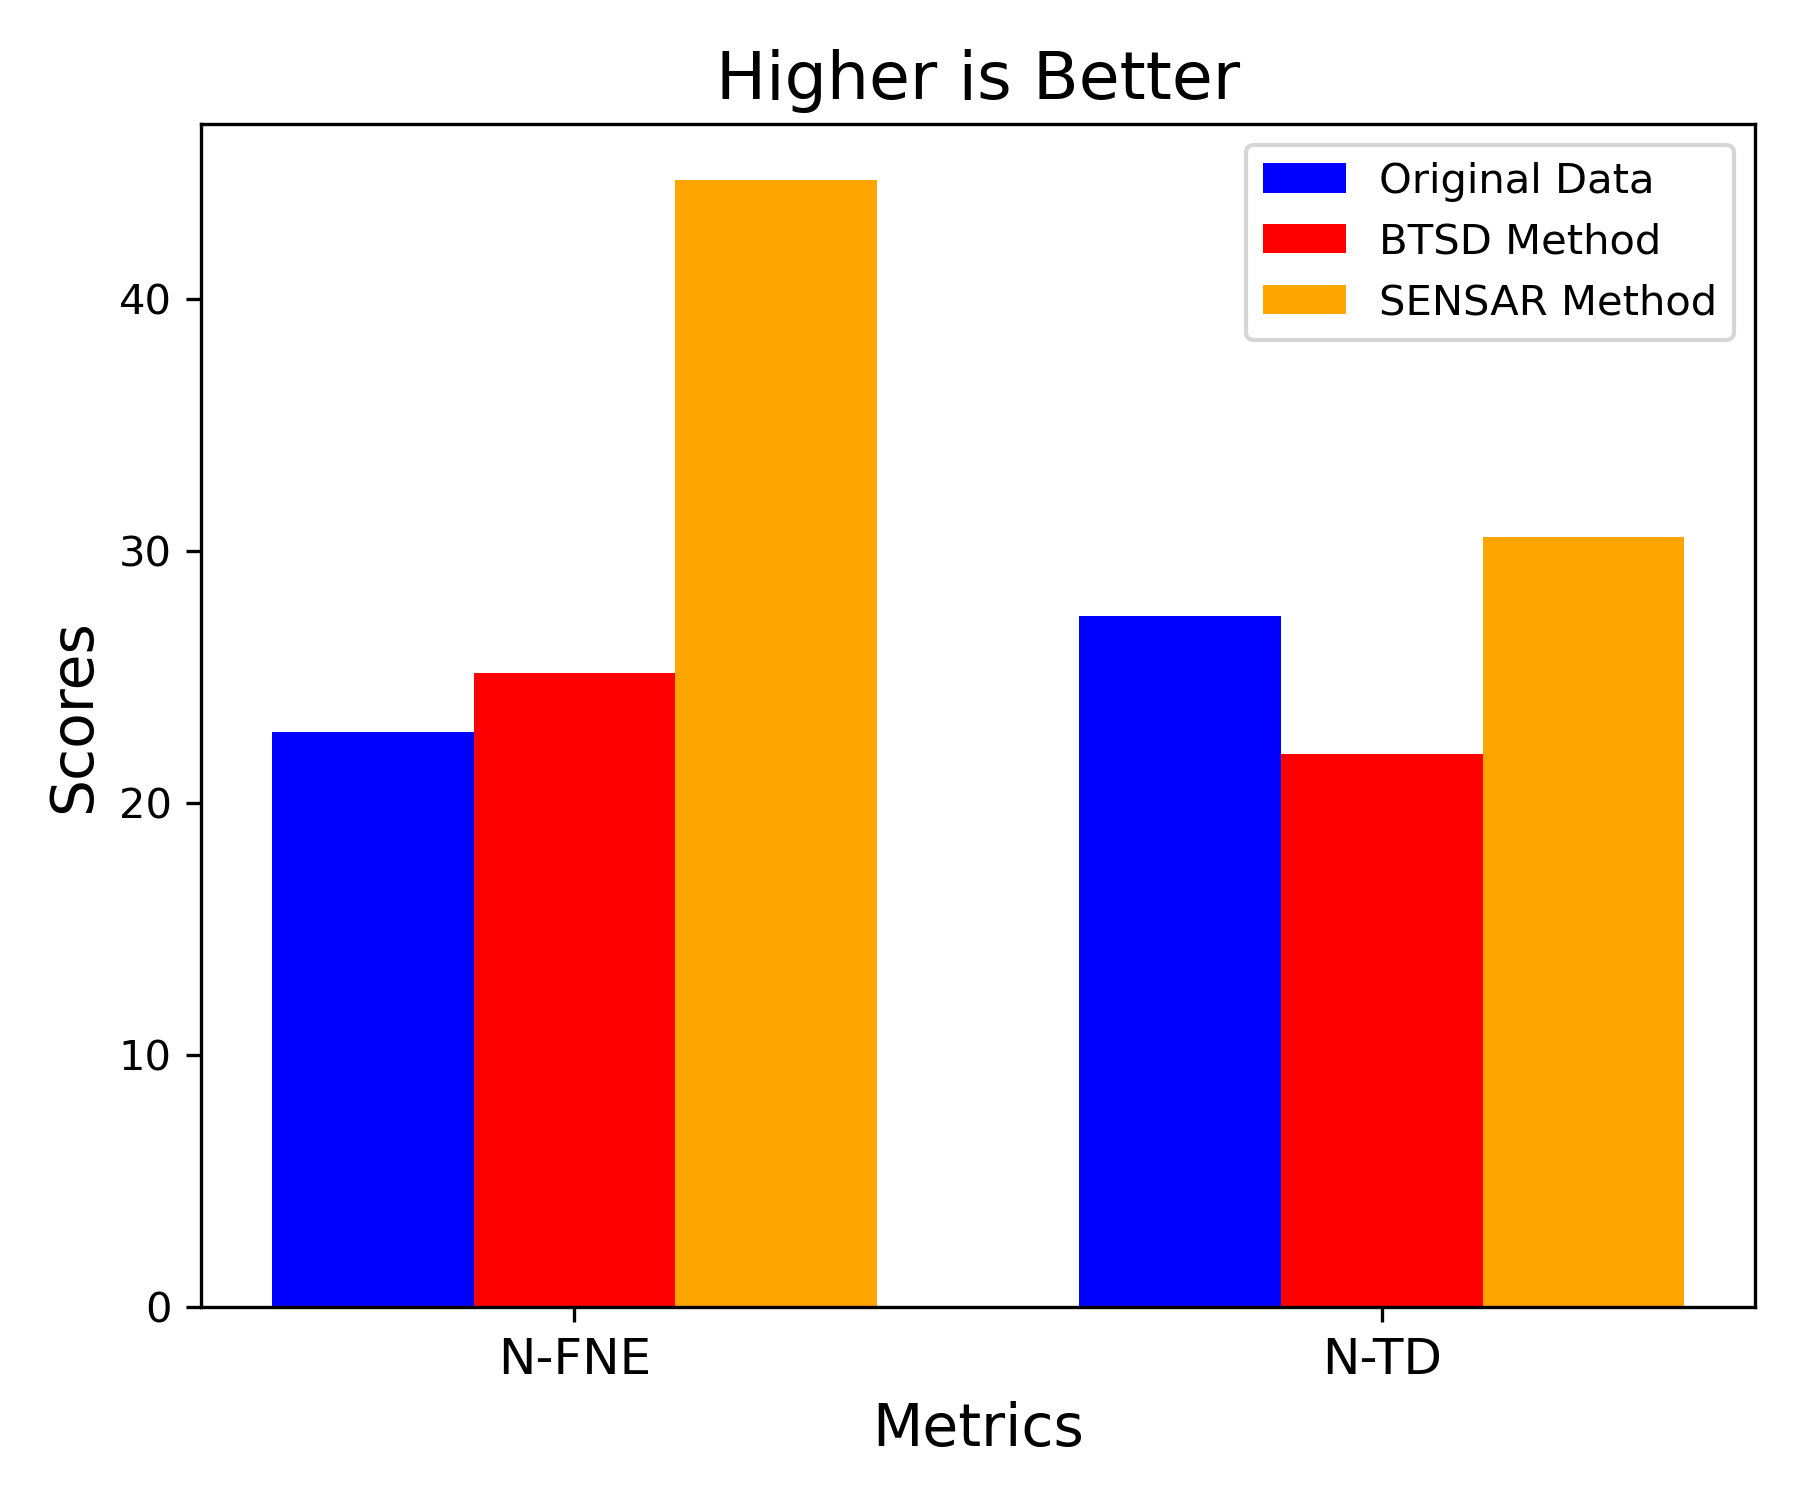 Higher is Better
Original Data
BTSD Method
SENSAR Method
40
30
20
10
0
Scores
N-FNE
N-TD
Metrics